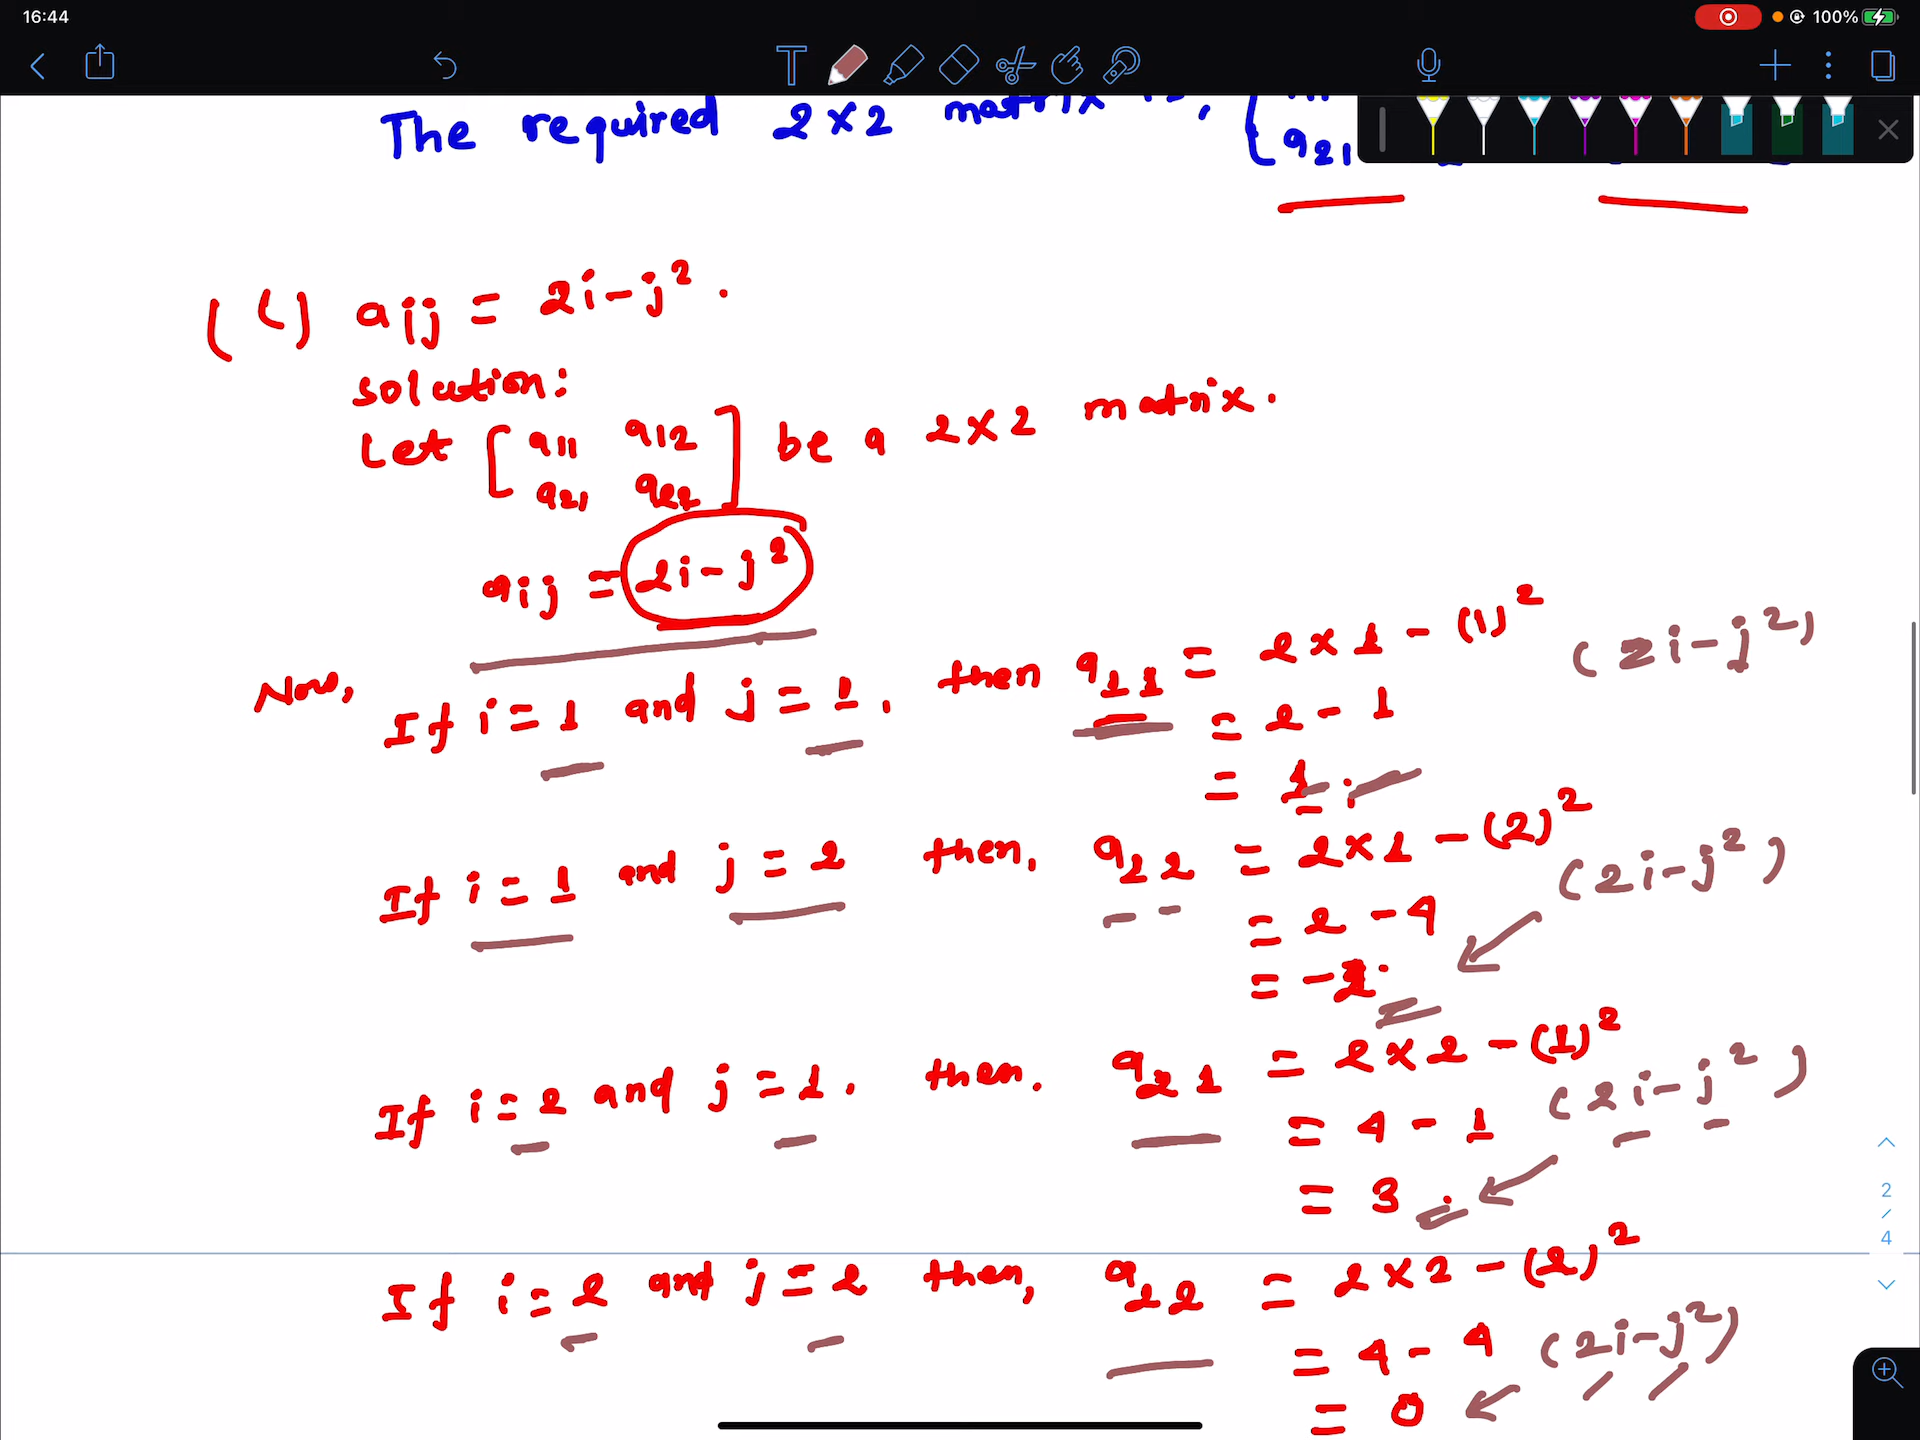 16:44
100%
The required 2×2 matrix
a21
(c) aij = 2i-j².
solution:
Let [a11 a12
a21 a22] be a 2×2 matrix.
aij = 2i-j²
Now,
If i=1 and j=1, then a11 = 2×1-(1)² (2i-j²)
= 2-1
= 1.
If i=1 and j=2 then, a12 = 2×1-(2)² (2i-j²)
= 2-4
= -2.
If i=2 and j=1, then. a21 = 2×2-(1)²
= 4-1 (2i-j²)
= 3.
If i=2 and j=2 then, a22 = 2×2-(2)²
= 4-4 (2i-j²)
= 0
2
/
4